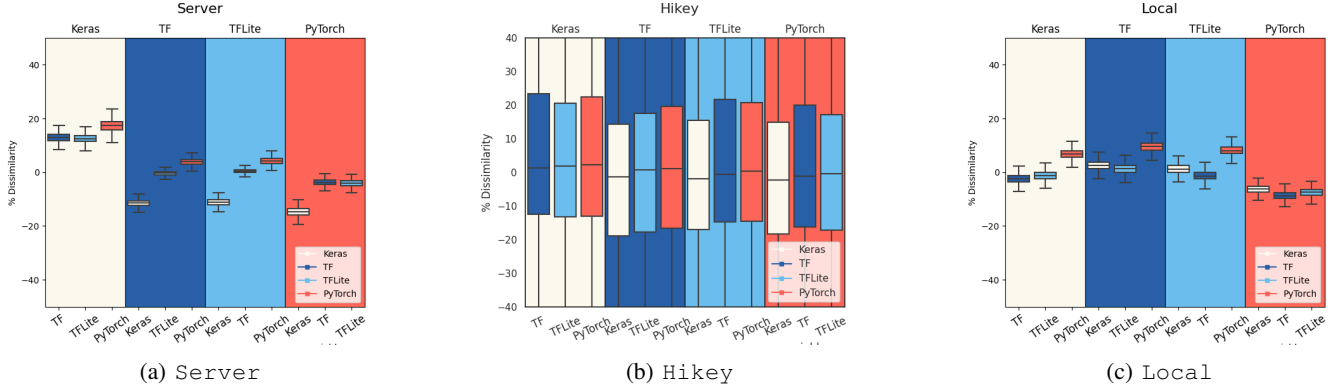 Server
Keras TF TFLite PyTorch
% Dissimilarity
40
20
0
−20
−40
Keras
TF
TFLite
PyTorch
TF TFLite PyTorch Keras TFLite PyTorch Keras TF PyTorch Keras TF TFLite
(a) Server
Hikey
Keras TF TFLite PyTorch
% Dissimilarity
40
30
20
10
0
−10
−20
−30
−40
Keras
TF
TFLite
PyTorch
TF TFLite PyTorch Keras TFLite PyTorch Keras TF PyTorch Keras TF TFLite
(b) Hikey
Local
Keras TF TFLite PyTorch
% Dissimilarity
40
20
0
−20
−40
Keras
TF
TFLite
PyTorch
TF TFLite PyTorch Keras TFLite PyTorch Keras TF PyTorch Keras TF TFLite
(c) Local